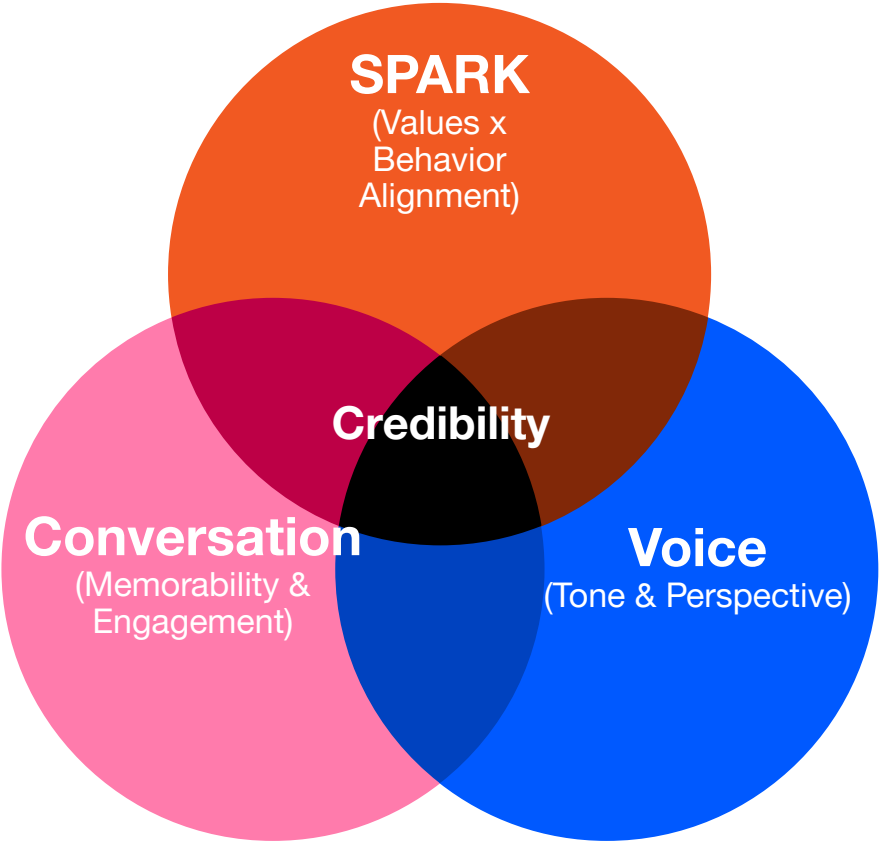 SPARK
(Values x
Behavior
Alignment)
Credibility
Conversation
(Memorability &
Engagement)
Voice
(Tone & Perspective)